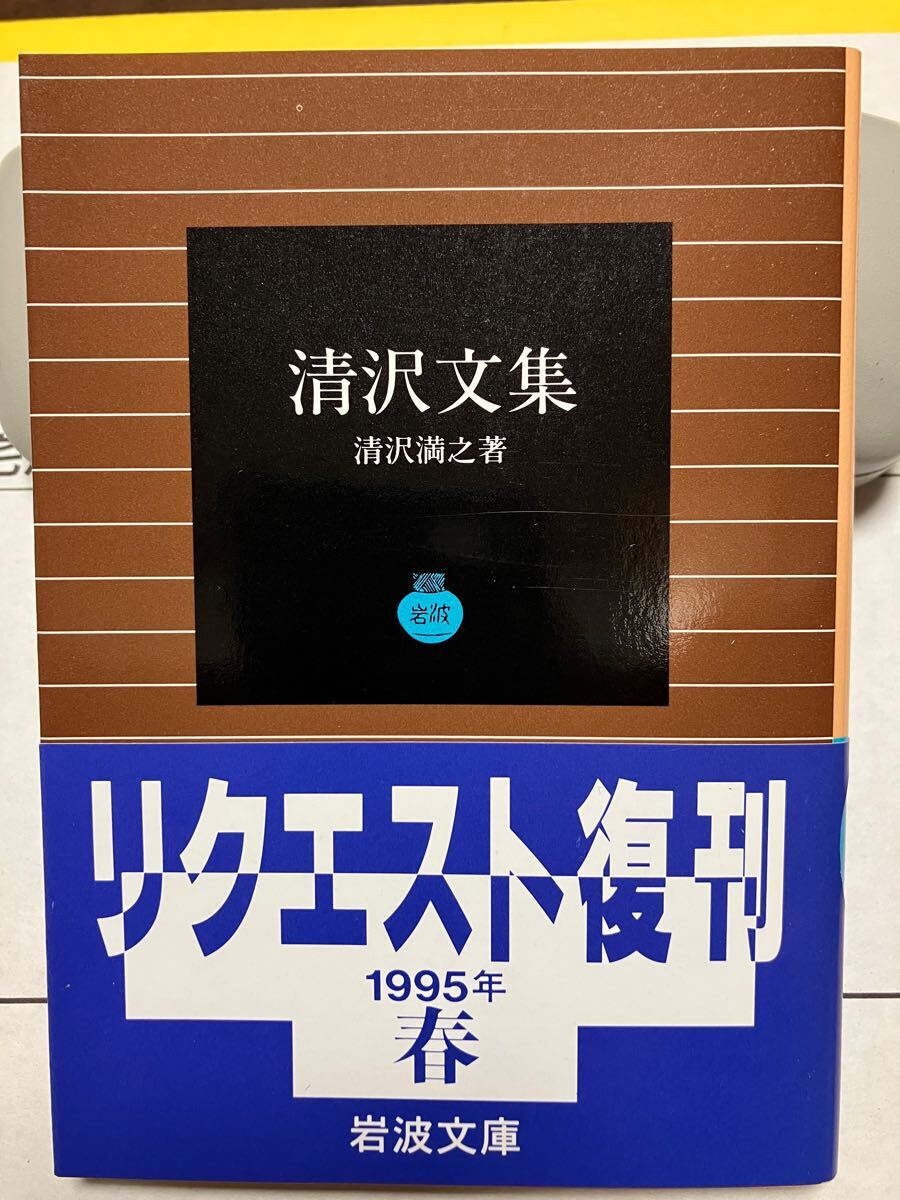 清沢文集
清沢満之著
岩波
リクエスト復刊
1995年
春
岩波文庫